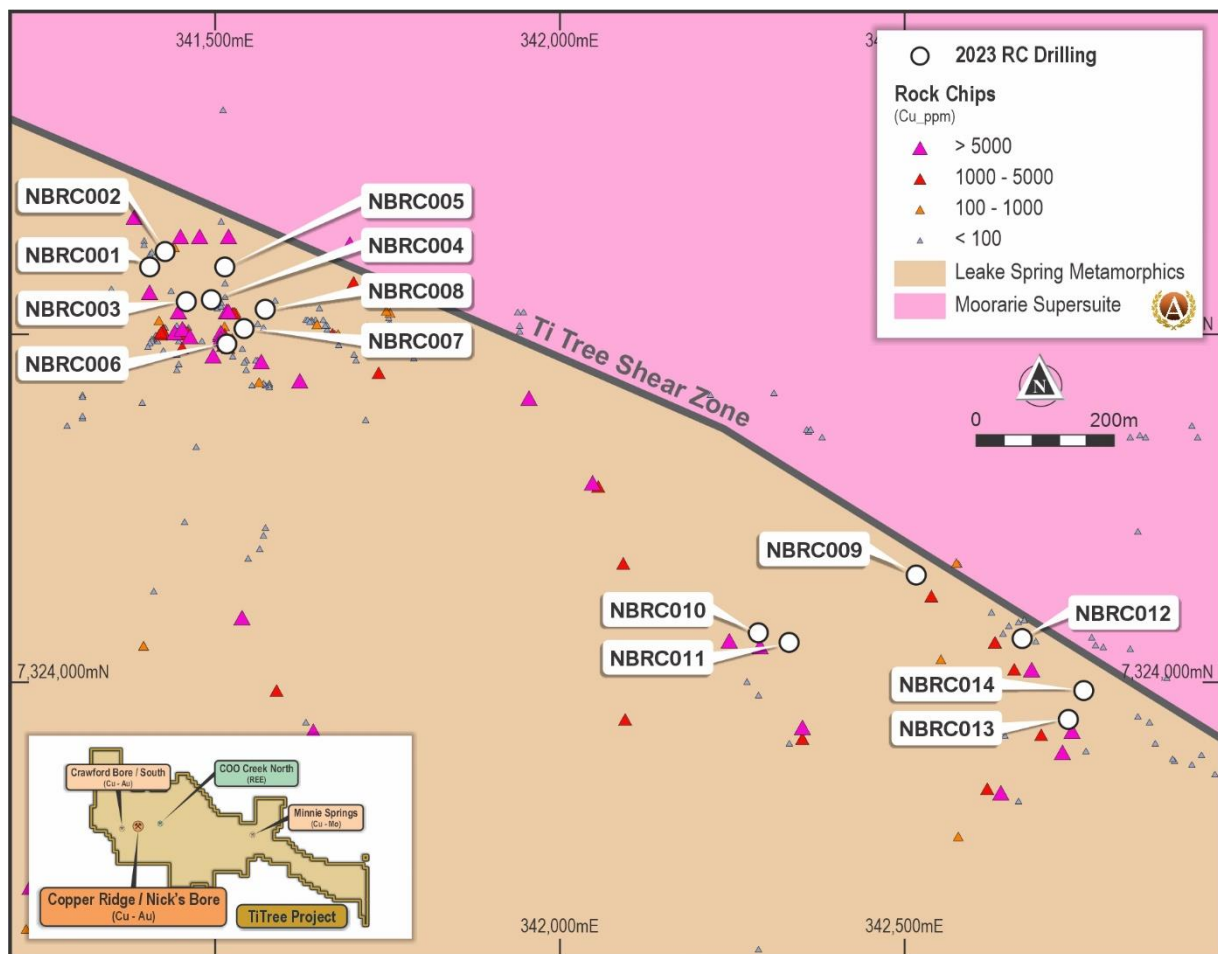 341,500mE
342,000mE
2023 RC Drilling
Rock Chips
(Cu_ppm)
> 5000
1000 - 5000
100 - 1000
< 100
Leake Spring Metamorphics
Moorarie Supersuite
A
NBRC002
NBRC005
NBRC001
NBRC004
NBRC003
NBRC008
NBRC006
NBRC007
N
0
200m
Ti Tree Shear Zone
NBRC009
NBRC010
NBRC012
NBRC011
NBRC014
NBRC013
7,324,000mN
7,324,000mN
Crawford Bore / South
(Cu - Au)
COO Creek North
(REE)
Minnie Springs
(Cu - Mo)
Copper Ridge / Nick's Bore
(Cu - Au)
TiTree Project
342,000mE
342,500mE